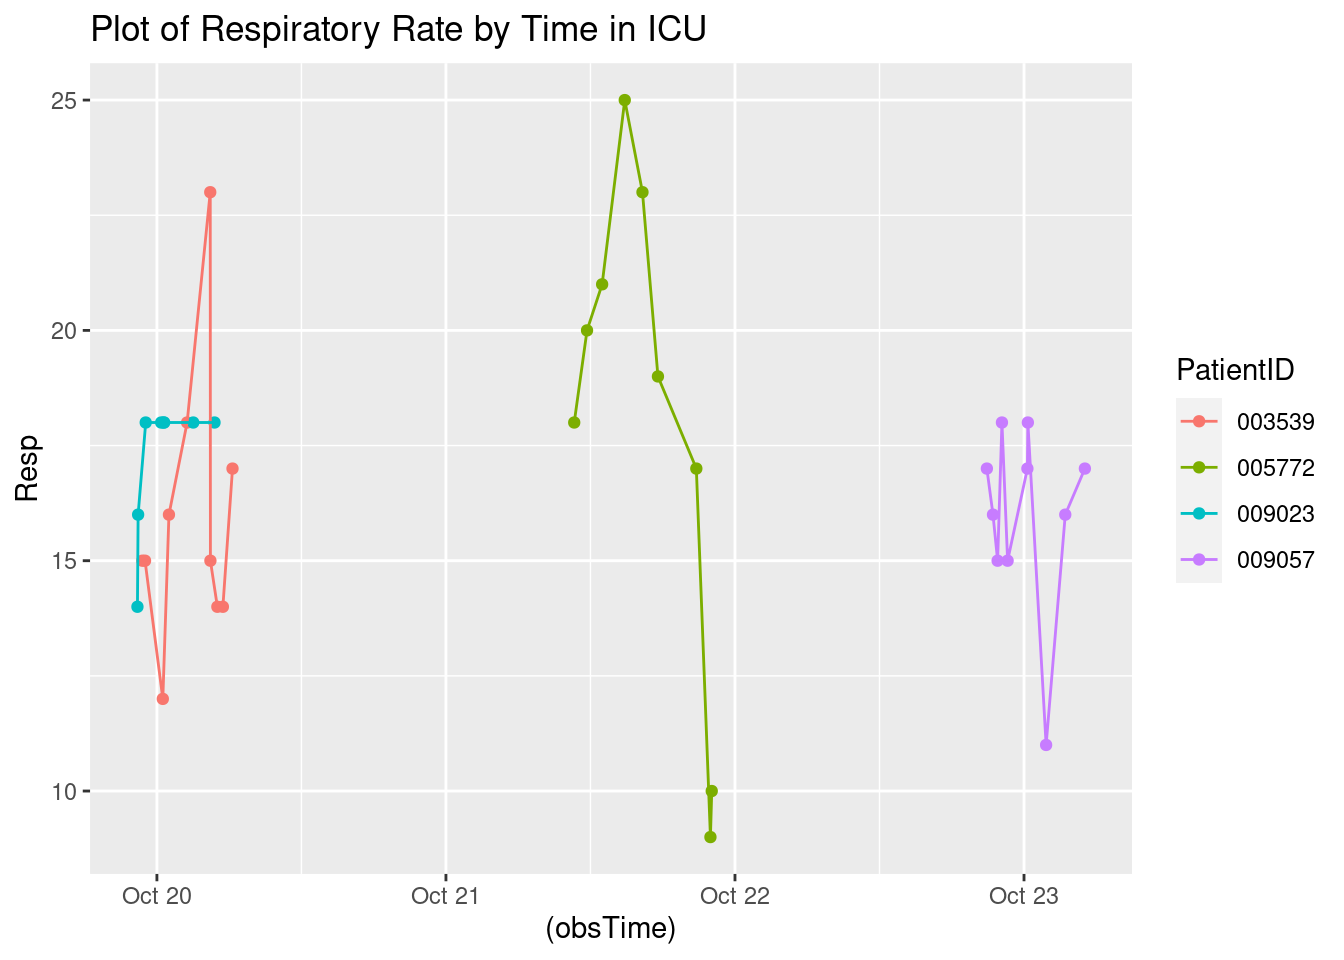 Plot of Respiratory Rate by Time in ICU
25
20
15
10
Resp
Oct 20 Oct 21 Oct 22 Oct 23
(obsTime)
PatientID
003539
005772
009023
009057